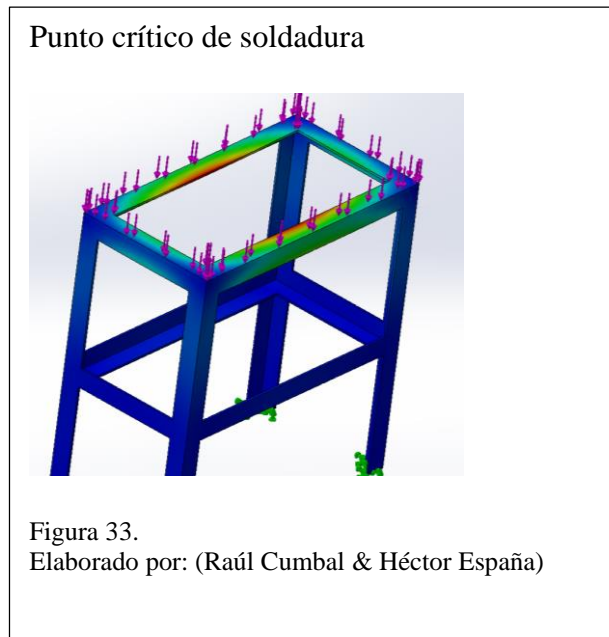 Punto crítico de soldadura
Figura 33.
Elaborado por: (Raúl Cumbal & Héctor España)